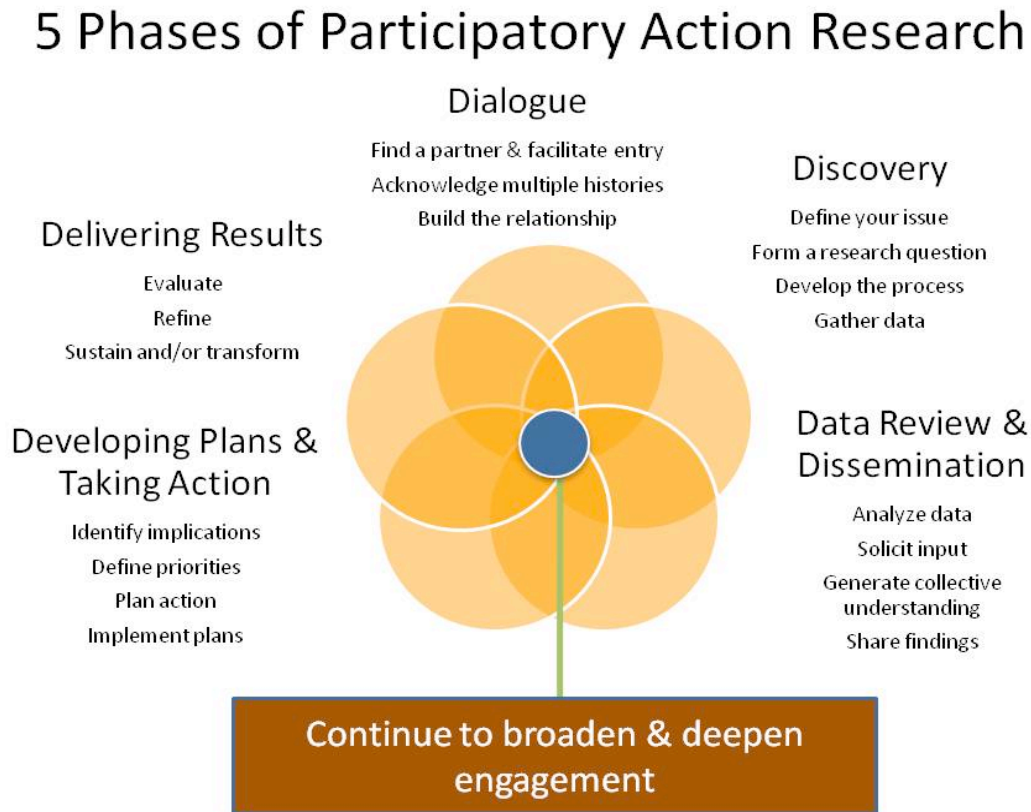 5 Phases of Participatory Action Research
Dialogue
Find a partner & facilitate entry
Acknowledge multiple histories
Build the relationship
Discovery
Define your issue
Form a research question
Develop the process
Gather data
Data Review &
Dissemination
Analyze data
Solicit input
Generate collective
understanding
Share findings
Developing Plans &
Taking Action
Identify implications
Define priorities
Plan action
Implement plans
Delivering Results
Evaluate
Refine
Sustain and/or transform
Continue to broaden & deepen
engagement